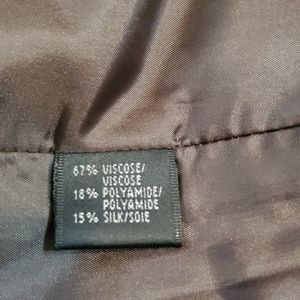 67% VISCOSE/
VISCOSE
18% POLYAMIDE/
POLYAMIDE
15% SILK/SOIE